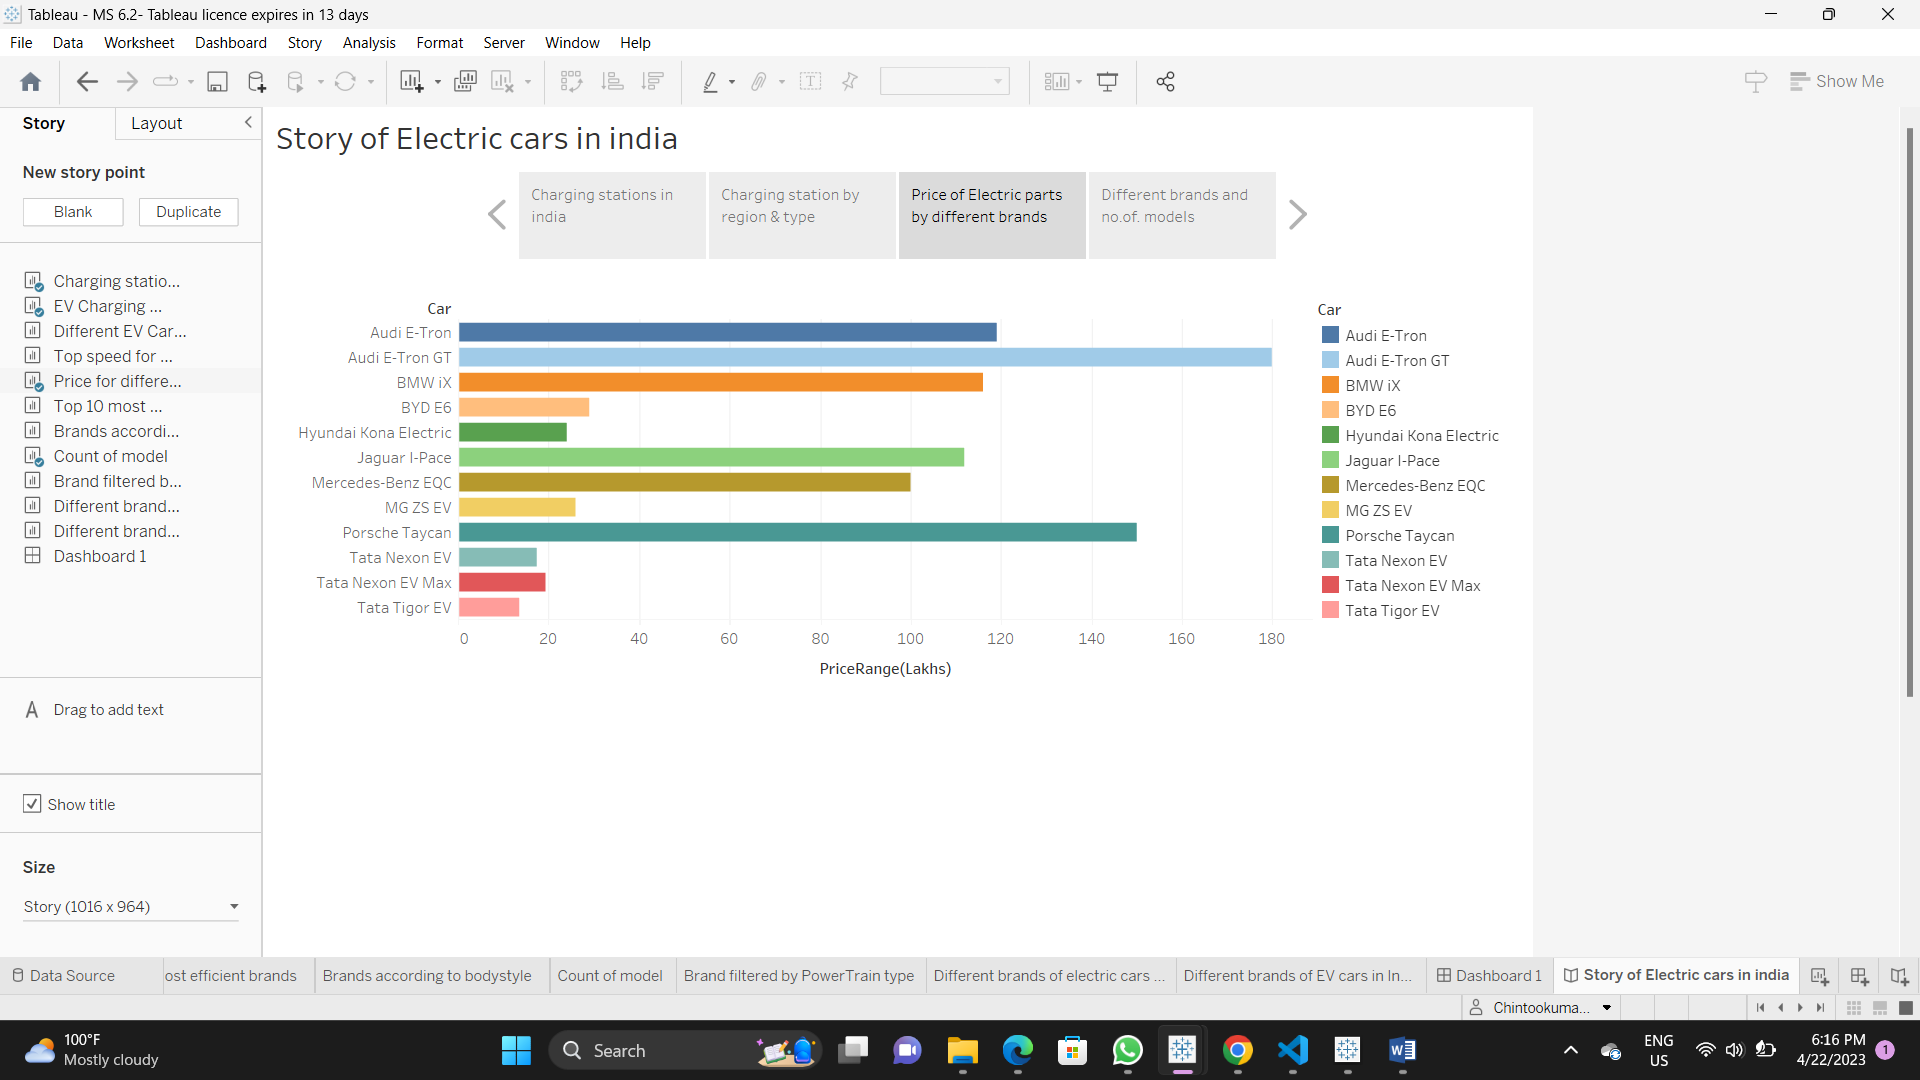 Tableau - MS 6.2- Tableau licence expires in 13 days
File Data Worksheet Dashboard Story Analysis Format Server Window Help
Show Me
Story Layout
New story point
Blank Duplicate
Charging statio...
EV Charging ...
Different EV Car...
Top speed for ...
Price for differe...
Top 10 most ...
Brands accordi...
Count of model
Brand filtered b...
Different brand...
Different brand...
Dashboard 1
A Drag to add text
Show title
Size
Story (1016 x 964)
Story of Electric cars in india
Charging stations in
india
Charging station by
region & type
Price of Electric parts
by different brands
Different brands and
no.of. models
Car
Audi E-Tron
Audi E-Tron GT
BMW iX
BYD E6
Hyundai Kona Electric
Jaguar I-Pace
Mercedes-Benz EQC
MG ZS EV
Porsche Taycan
Tata Nexon EV
Tata Nexon EV Max
Tata Tigor EV
0 20 40 60 80 100 120 140 160 180
PriceRange(Lakhs)
Car
Audi E-Tron
Audi E-Tron GT
BMW iX
BYD E6
Hyundai Kona Electric
Jaguar I-Pace
Mercedes-Benz EQC
MG ZS EV
Porsche Taycan
Tata Nexon EV
Tata Nexon EV Max
Tata Tigor EV
Data Source ost efficient brands Brands according to bodystyle Count of model Brand filtered by PowerTrain type Different brands of electric cars ... Different brands of EV cars in In... Dashboard 1 Story of Electric cars in india
Chintookuma...
100°F
Mostly cloudy
Search
ENG
US
6:16 PM
4/22/2023
1